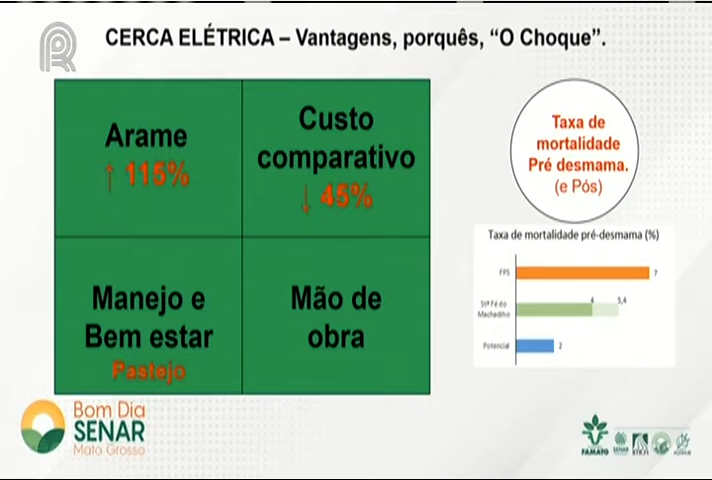 CERCA ELÉTRICA – Vantagens, porquês, “O Choque”.
Arame
↑ 115%
Custo
comparativo
↓ 45%
Manejo e
Bem estar
Pastejo
Mão de
obra
Taxa de
mortalidade
Pré desmama.
(e Pós)
Taxa de mortalidade pré-desmama (%)
FPS
7
Stª Fé do
Machadinho
4
5,4
Potencial
2
Bom Dia
SENAR
Mato Grosso
FAMATO
SENAR